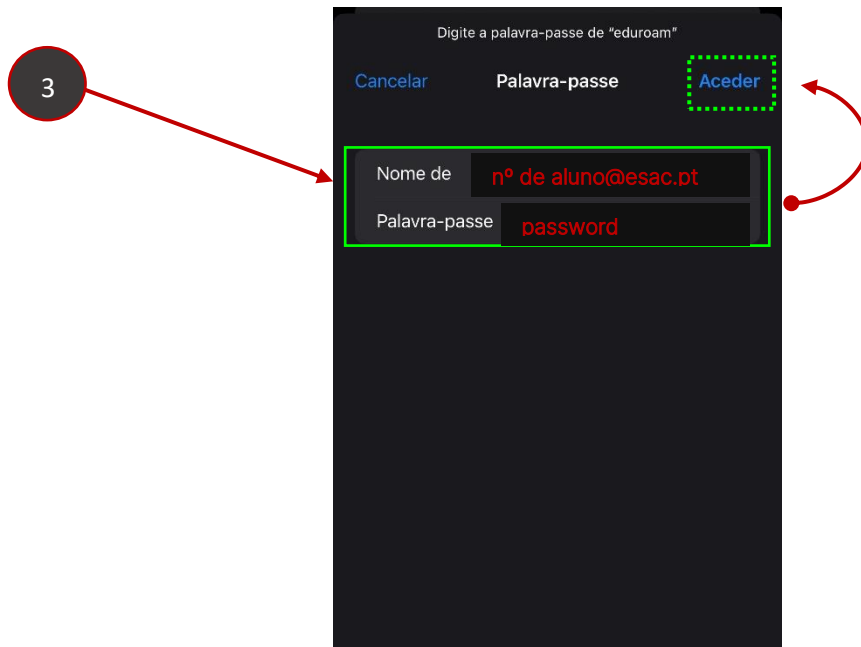 Digite a palavra-passe de “eduroam”
Cancelar Palavra-passe Aceder
3
Nome de nº de aluno@esac.pt
Palavra-passe password